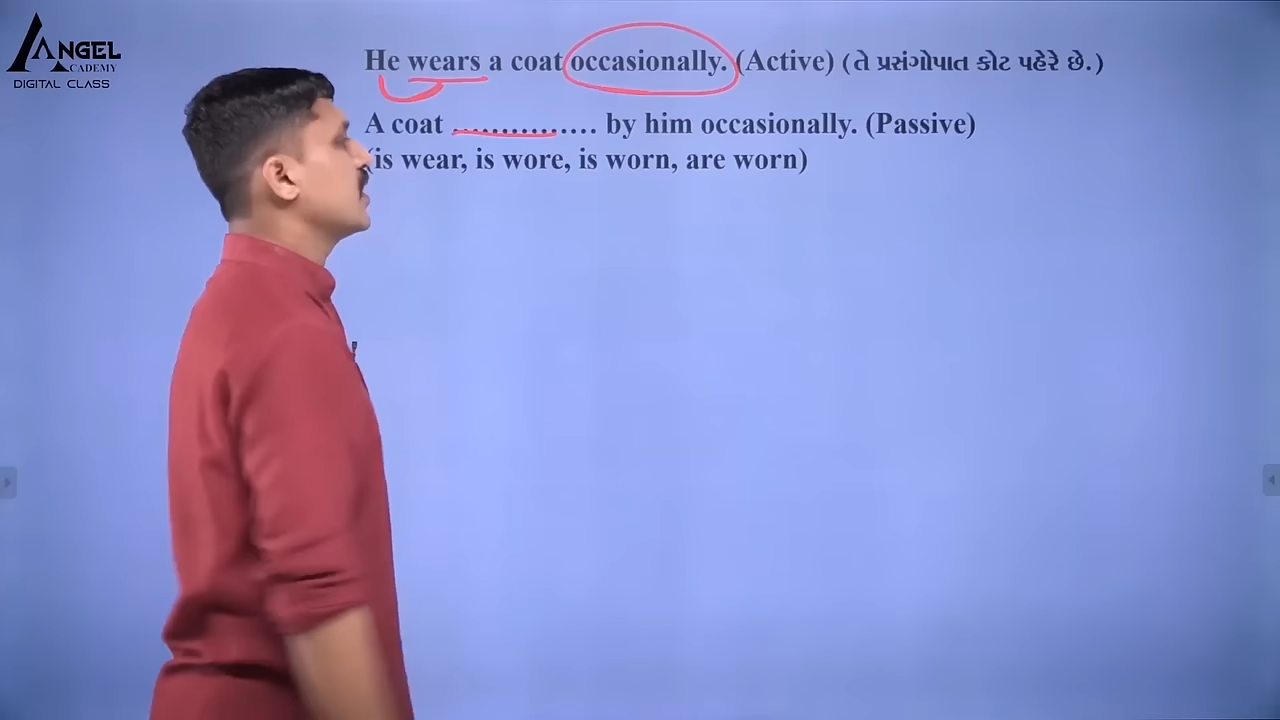 ANGEL
ACADEMY
DIGITAL CLASS
He wears a coat occasionally. (Active) (તે પ્રસંગોપાત કોટ પહેરે છે.)
A coat .................. by him occasionally. (Passive)
(is wear, is wore, is worn, are worn)